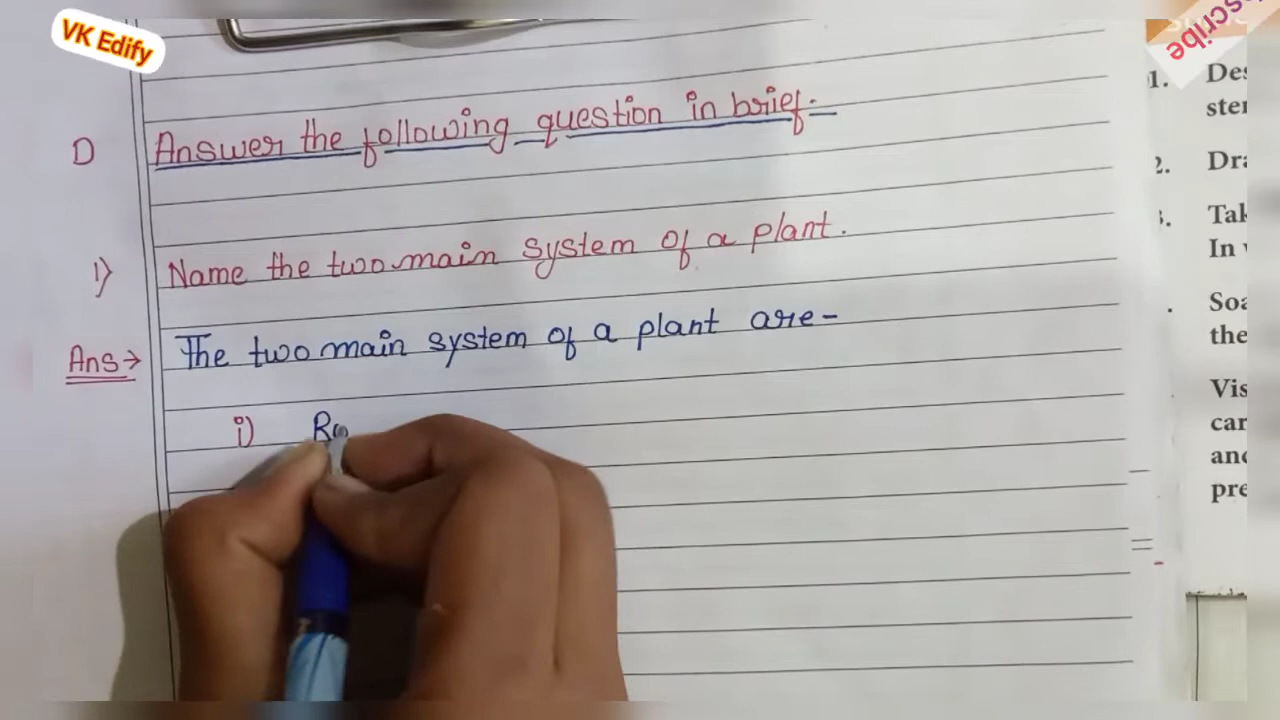 VK Edify
D Answer the following question in brief.
1) Name the two main system of a plant.
Ans → The two main system of a plant are-
i) Ro
1. Des
ster
2. Dra
3. Tak
In
Soa
the
Vis
car
and
pre